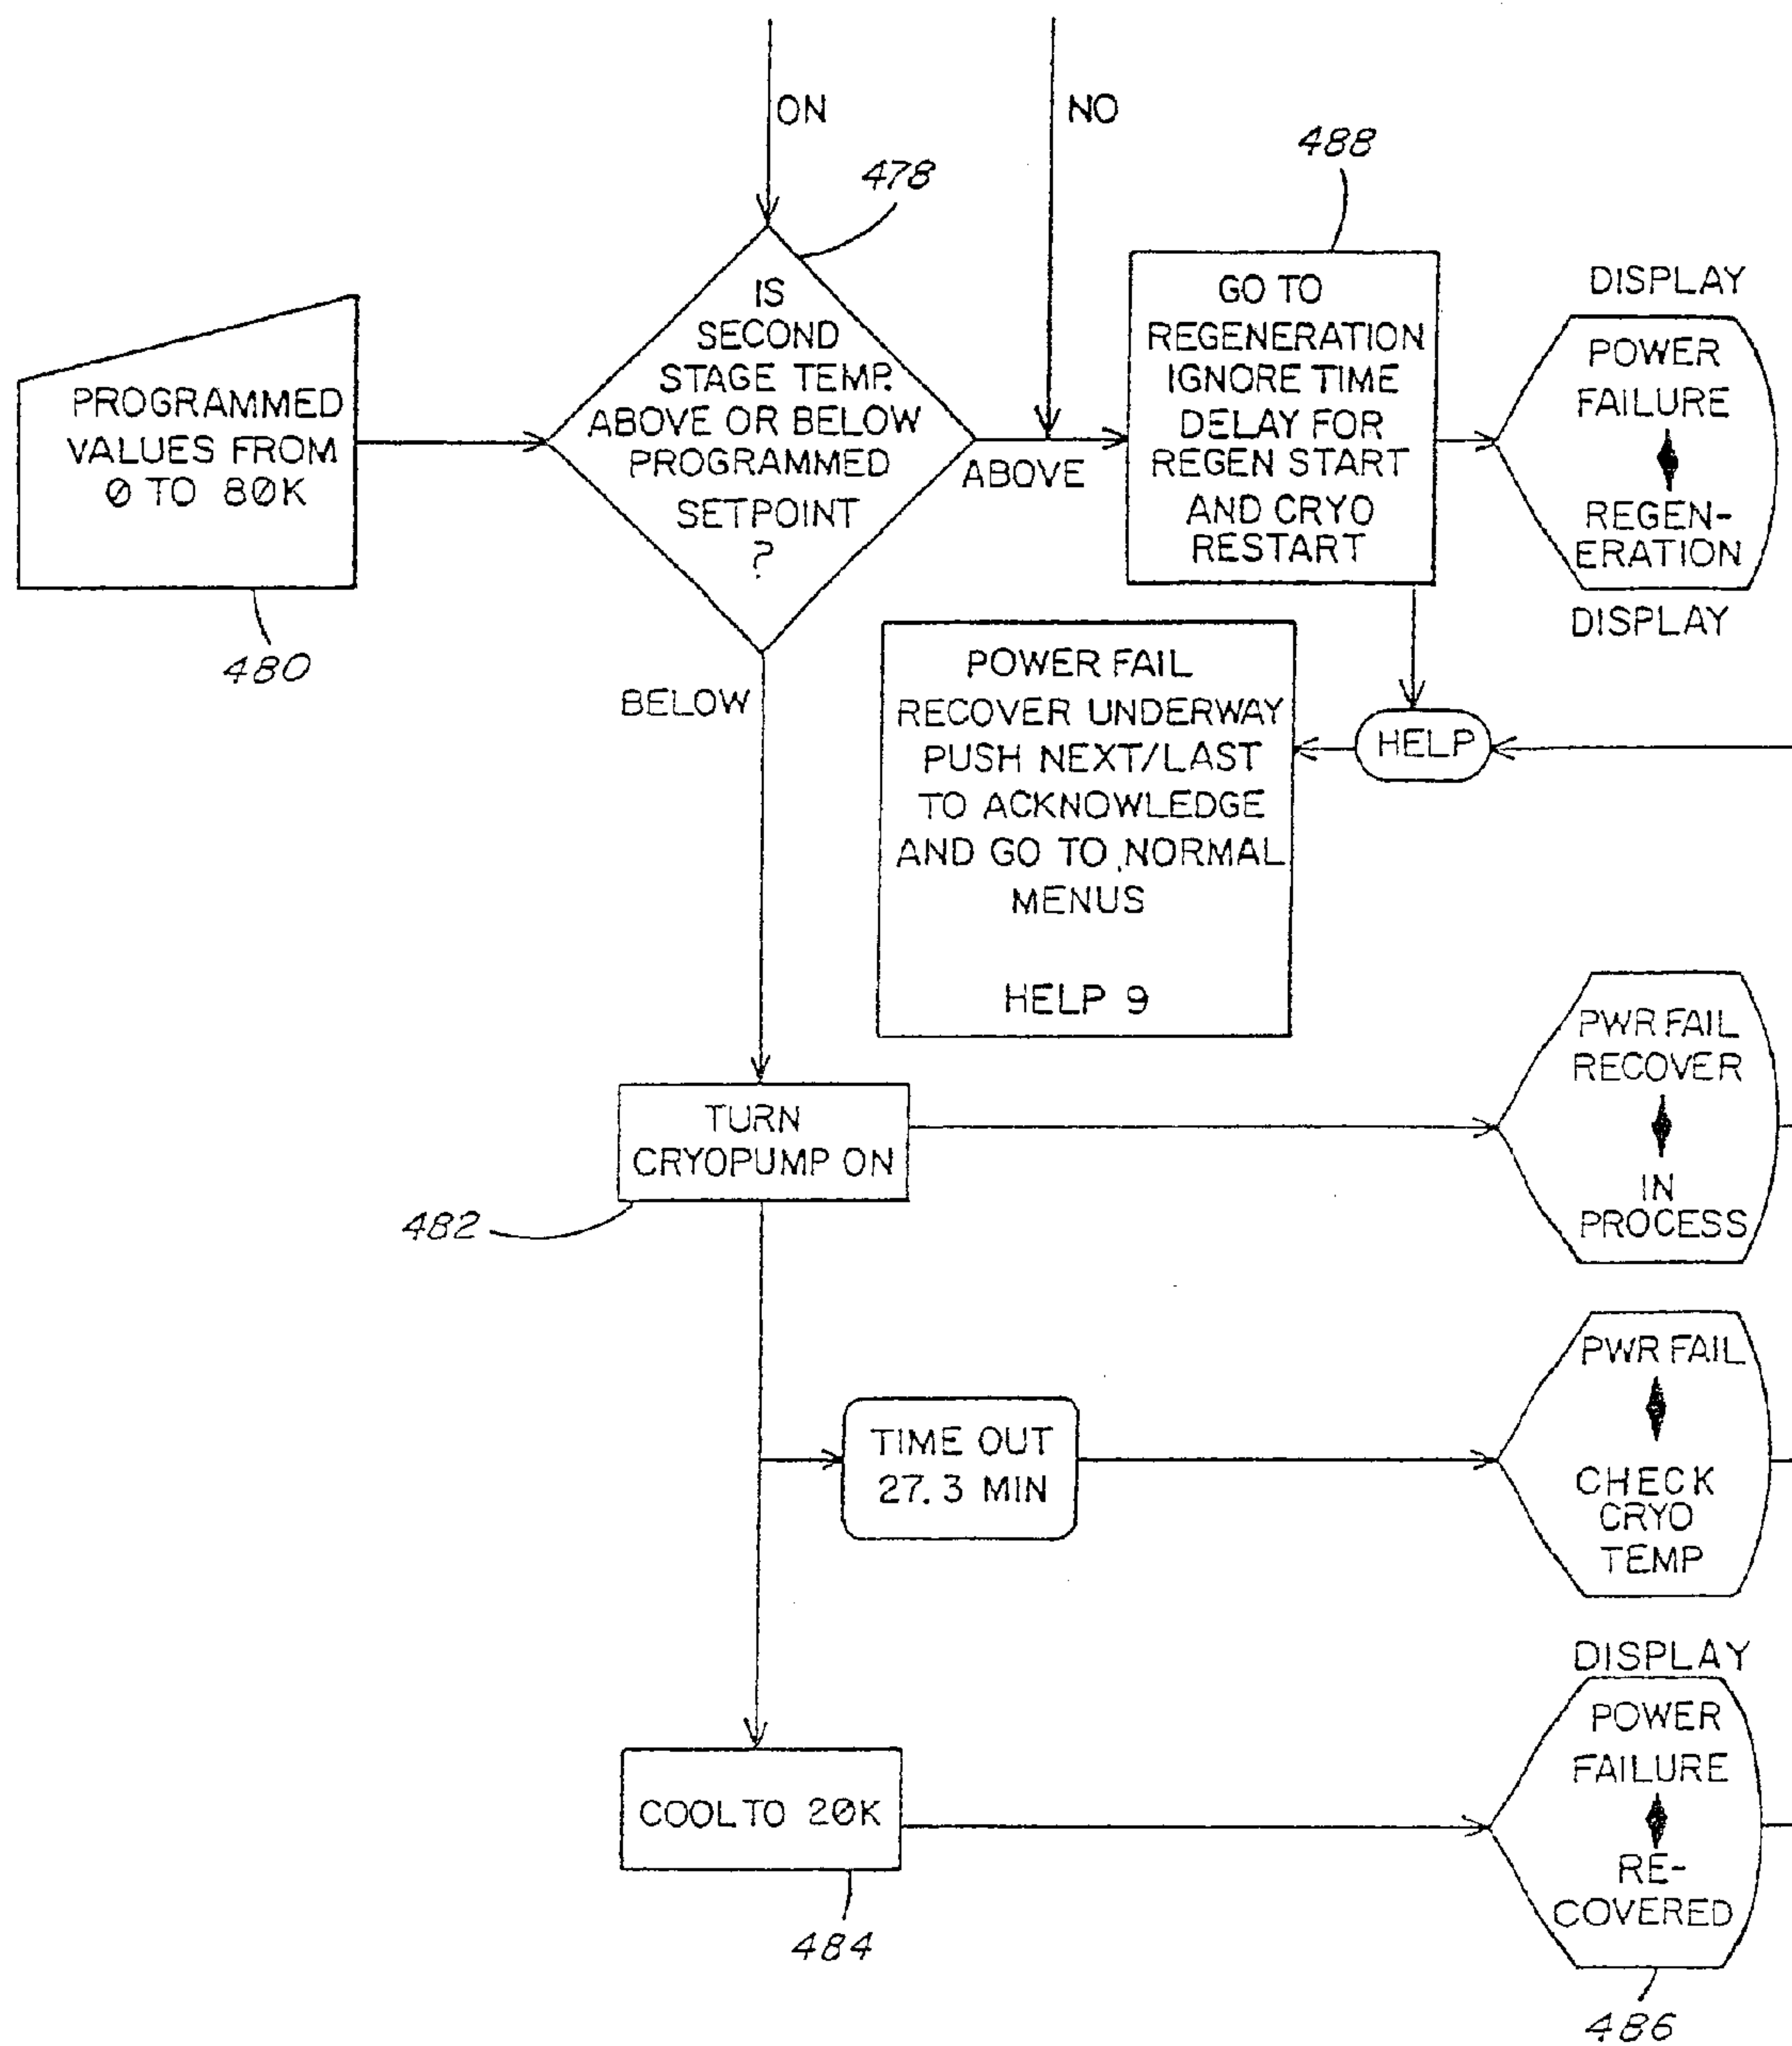 ON
NO
478
488
IS
SECOND
STAGE TEMP.
ABOVE OR BELOW
PROGRAMMED
SETPOINT
?
PROGRAMMED
VALUES FROM
0 TO 80K
480
ABOVE
GO TO
REGENERATION
IGNORE TIME
DELAY FOR
REGEN START
AND CRYO
RESTART
DISPLAY
POWER
FAILURE
REGEN-
ERATION
DISPLAY
BELOW
POWER FAIL
RECOVER UNDERWAY
PUSH NEXT/LAST
TO ACKNOWLEDGE
AND GO TO NORMAL
MENUS
HELP 9
HELP
TURN
CRYOPUMP ON
482
PWR FAIL
RECOVER
IN
PROCESS
TIME OUT
27.3 MIN
PWR FAIL
CHECK
CRYO
TEMP
COOL TO 20K
484
DISPLAY
POWER
FAILURE
RE-
COVERED
486